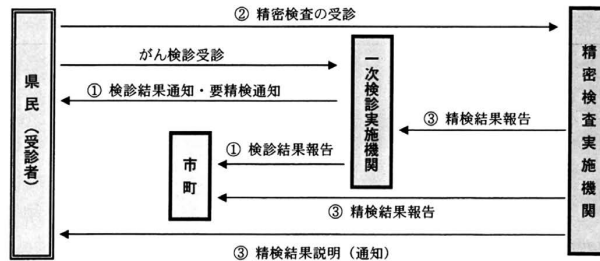 ② 精密検査の受診
がん検診受診
① 検診結果通知・要精検通知
県民（受診者）
一次検診実施機関
精密検査実施機関
③ 精検結果報告
① 検診結果報告
市町
③ 精検結果報告
③ 精検結果説明（通知）